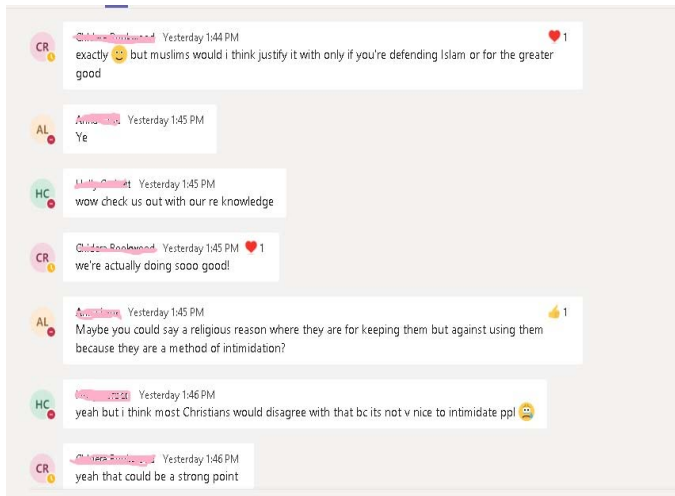 CR
Yesterday 1:44 PM
1
exactly but muslims would i think justify it with only if you're defending Islam or for the greater
good
AL
Yesterday 1:45 PM
Ye
HC
Yesterday 1:45 PM
wow check us out with our re knowledge
CR
Yesterday 1:45 PM 1
we're actually doing sooo good!
AL
Yesterday 1:45 PM
1
Maybe you could say a religious reason where they are for keeping them but against using them
because they are a method of intimidation?
HC
Yesterday 1:46 PM
yeah but i think most Christians would disagree with that bc its not v nice to intimidate ppl
CR
Yesterday 1:46 PM
yeah that could be a strong point